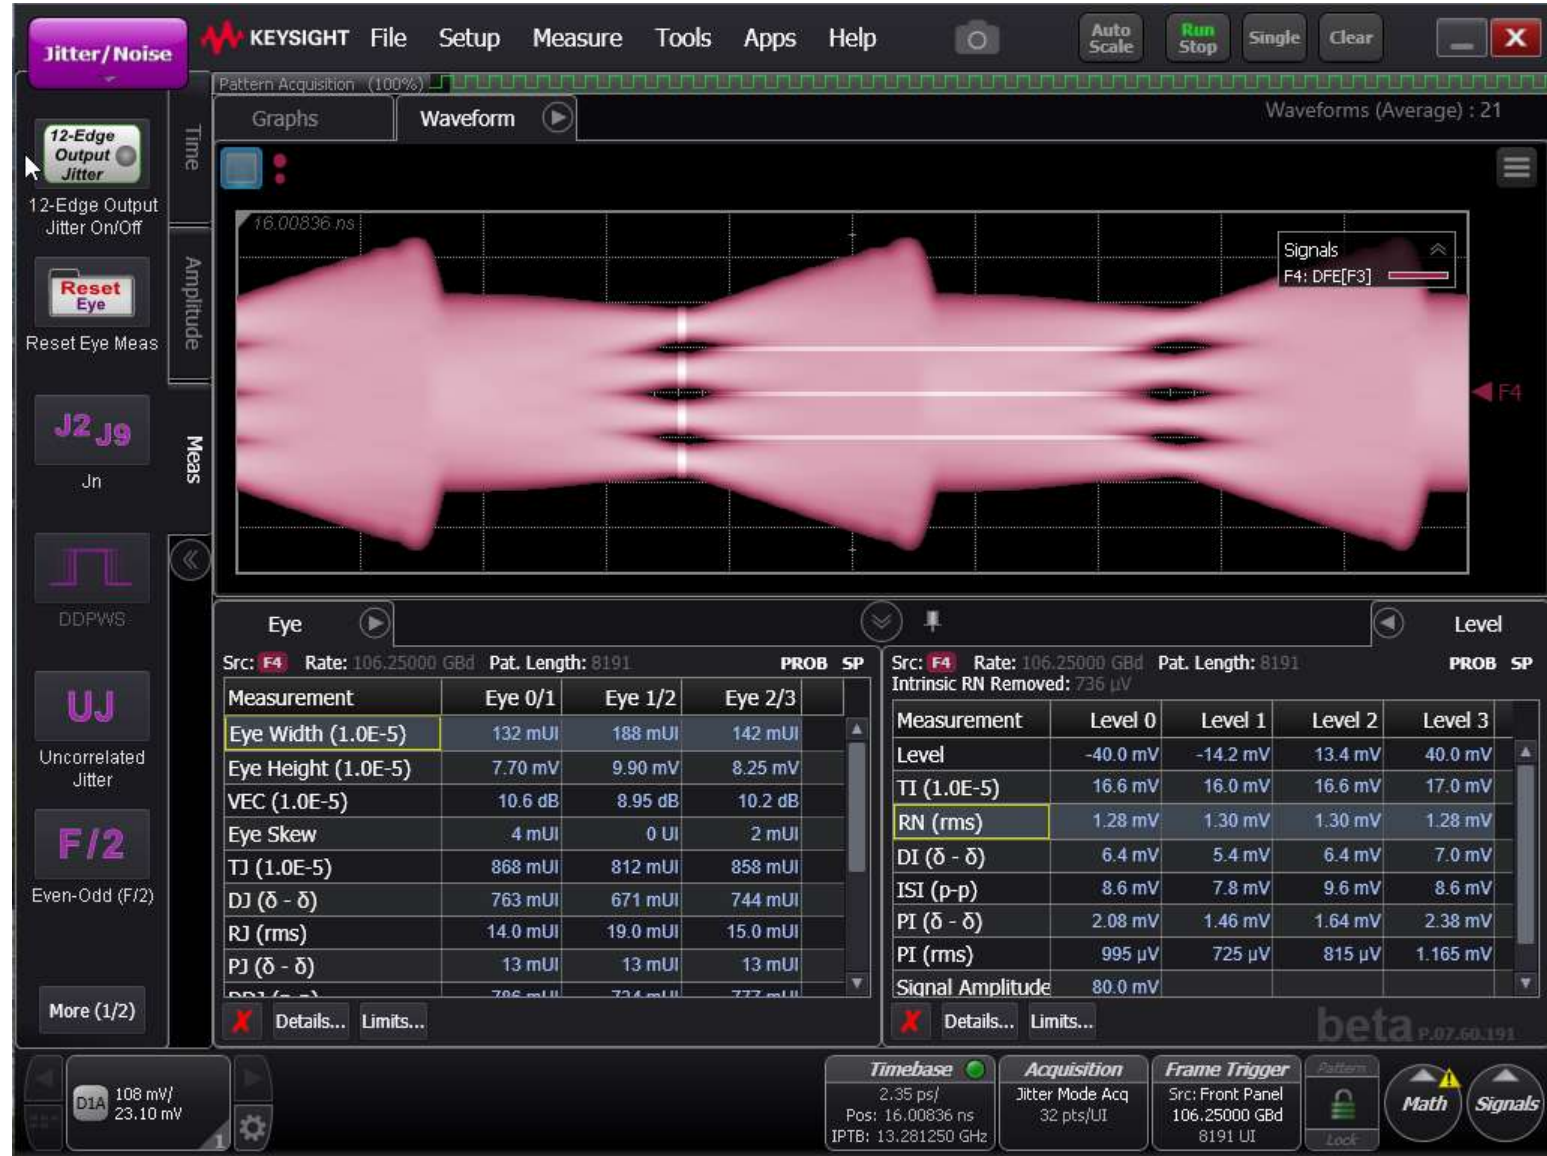 Jitter/Noise
KEYSIGHT File Setup Measure Tools Apps Help
Auto Scale
Run Stop
Single
Clear
Pattern Acquisition (100%)
Graphs
Waveform
Waveforms (Average) : 21
12-Edge
Output
Jitter
12-Edge Output
Jitter On/Off
Reset
Eye
Reset Eye Meas
J2 J9
Jn
DDPWS
UJ
Uncorrelated
Jitter
F/2
Even-Odd (F/2)
More (1/2)
Time
Amplitude
Meas
16.00836 ns
Signals
F4: DFE[F3]
F4
Eye
Src: F4 Rate: 106.25000 GBd Pat. Length: 8191 PROB SP
Measurement Eye 0/1 Eye 1/2 Eye 2/3
Eye Width (1.0E-5) 132 mUI 188 mUI 142 mUI
Eye Height (1.0E-5) 7.70 mV 9.90 mV 8.25 mV
VEC (1.0E-5) 10.6 dB 8.95 dB 10.2 dB
Eye Skew 4 mUI 0 UI 2 mUI
TJ (1.0E-5) 868 mUI 812 mUI 858 mUI
DJ (δ - δ) 763 mUI 671 mUI 744 mUI
RJ (rms) 14.0 mUI 19.0 mUI 15.0 mUI
PJ (δ - δ) 13 mUI 13 mUI 13 mUI
Details... Limits...
Level
Src: F4 Rate: 106.25000 GBd Pat. Length: 8191 PROB SP
Intrinsic RN Removed: 736 µV
Measurement Level 0 Level 1 Level 2 Level 3
Level -40.0 mV -14.2 mV 13.4 mV 40.0 mV
TI (1.0E-5) 16.6 mV 16.0 mV 16.6 mV 17.0 mV
RN (rms) 1.28 mV 1.30 mV 1.30 mV 1.28 mV
DI (δ - δ) 6.4 mV 5.4 mV 6.4 mV 7.0 mV
ISI (p-p) 8.6 mV 7.8 mV 9.6 mV 8.6 mV
PI (δ - δ) 2.08 mV 1.46 mV 1.64 mV 2.38 mV
PI (rms) 995 µV 725 µV 815 µV 1.165 mV
Signal Amplitude 80.0 mV
Details... Limits...
beta P.07.60.191
D1A
108 mV/
23.10 mV
1
Timebase
2.35 ps/
Pos: 16.00836 ns
IPTB: 13.281250 GHz
Acquisition
Jitter Mode Acq
32 pts/UI
Frame Trigger
Src: Front Panel
106.25000 GBd
8191 UI
Pattern
Lock
Math
Signals